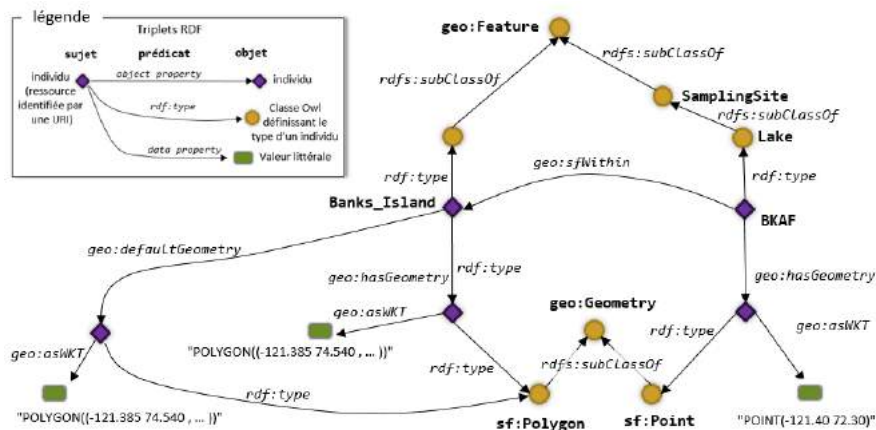 légende
Triplets RDF
sujet prédicat objet
individu
(ressource
identifiée par
une URI)
object property
individu
rdf:type
Classe Owl
définissant le
type d'un individu
data property
Valeur littérale
geo:Feature
rdfs:subClassOf
rdfs:subClassOf
SamplingSite
rdfs:subClassOf
Lake
rdf:type
geo:sfWithin
rdf:type
Banks_Island
BKAF
geo:defaultGeometry
rdf:type
geo:hasGeometry
geo:hasGeometry
geo:asWKT
geo:Geometry
geo:asWKT
geo:asWKT
"POLYGON((-121.385 74.540 , ... ))"
rdf:type
rdfs:subClassOf
rdf:type
rdf:type
"POLYGON((-121.385 74.540 , ... ))"
sf:Polygon
sf:Point
"POINT(-121.40 72.30)"